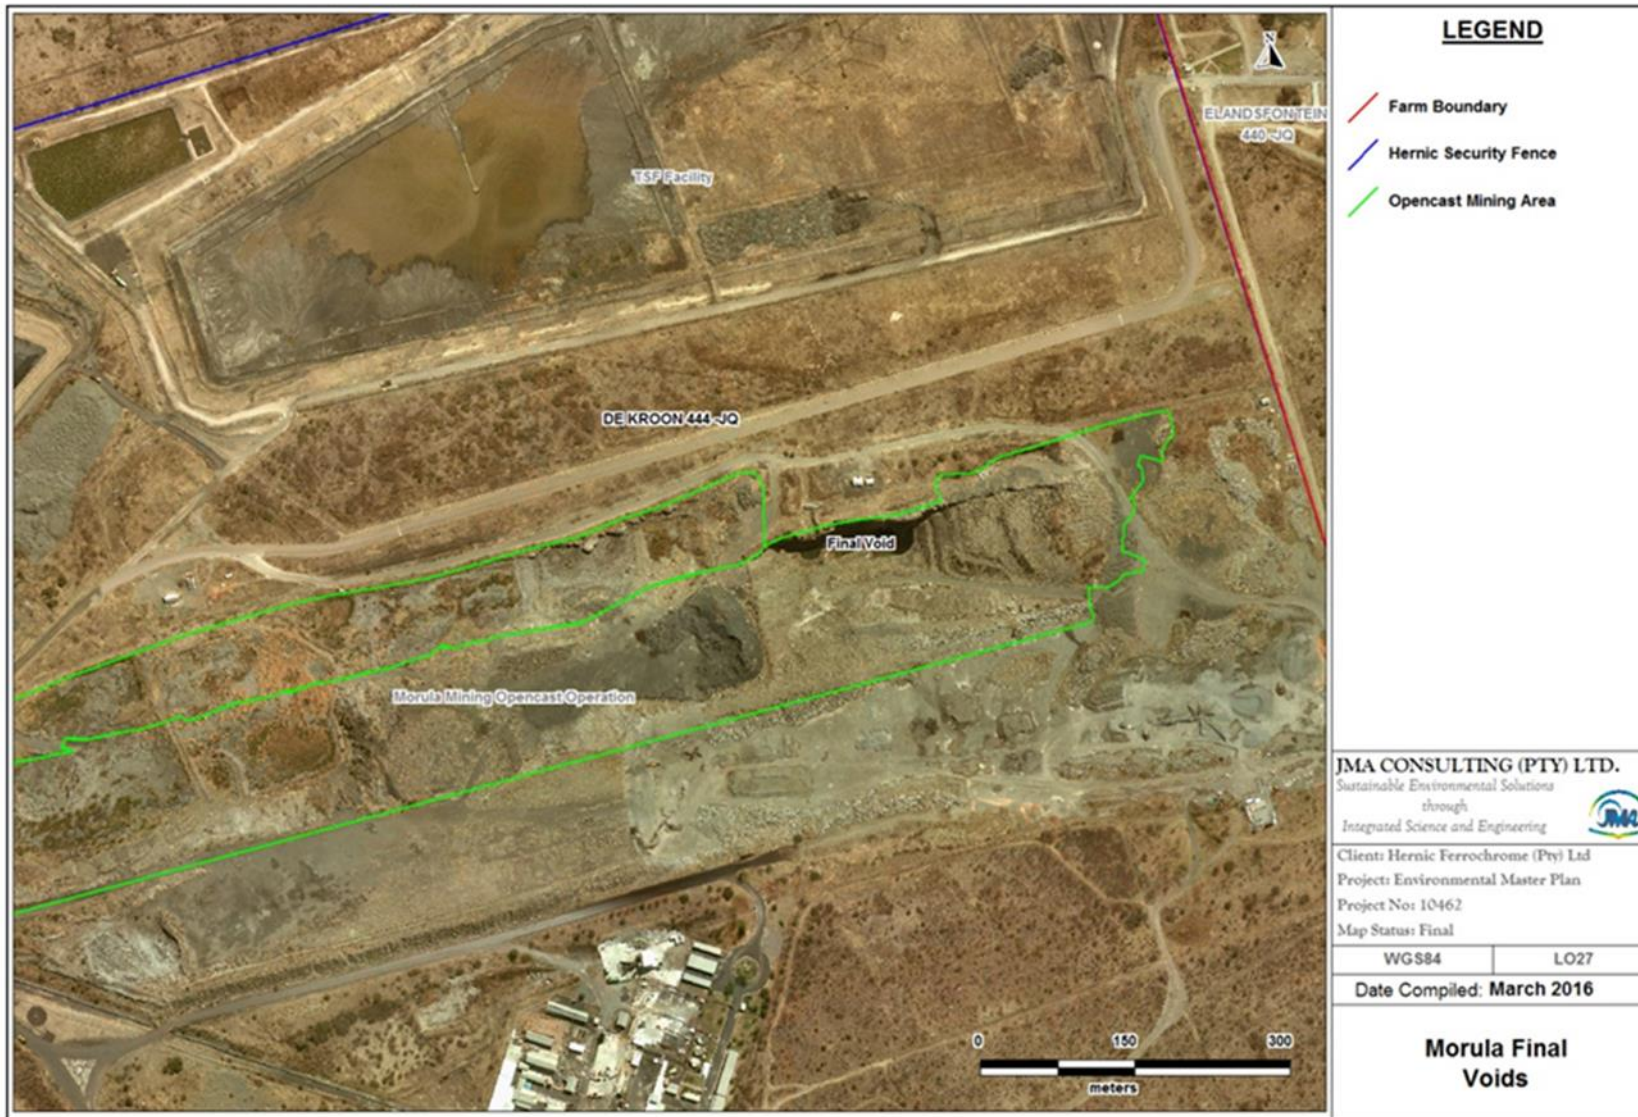 LEGEND
Farm Boundary
Hernic Security Fence
Opencast Mining Area
N
ELANDSFONTEIN
440 -JQ
TSF Facility
DE KROON 444 -JQ
Final Void
Morula Mining Opencast Operation
0 150 300
meters
JMA CONSULTING (PTY) LTD.
Sustainable Environmental Solutions
through
Integrated Science and Engineering
JMA
Client: Hernic Ferrochrome (Pty) Ltd
Project: Environmental Master Plan
Project No: 10462
Map Status: Final
WGS84 LO27
Date Compiled: March 2016
Morula Final
Voids